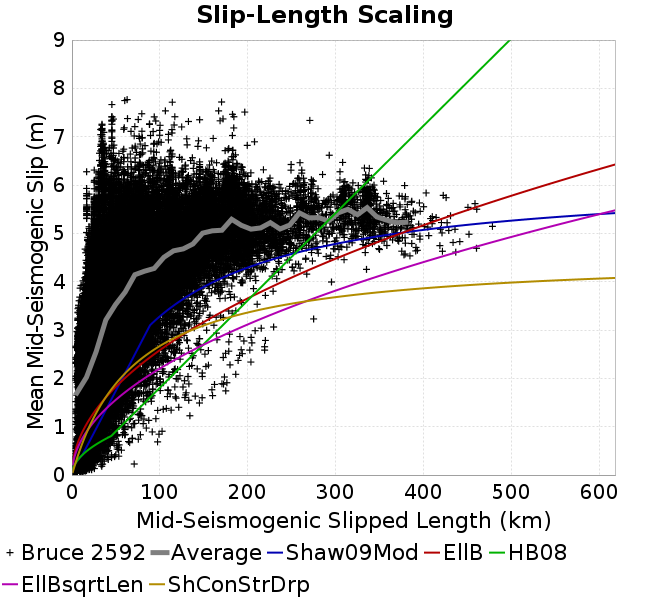 Slip-Length Scaling
Mean Mid-Seismogenic Slip (m)
9
8
7
6
5
4
3
2
1
0
0 100 200 300 400 500 600
Mid-Seismogenic Slipped Length (km)
Bruce 2592 Average Shaw09Mod EllB HB08
EllBsqrtLen ShConStrDrp